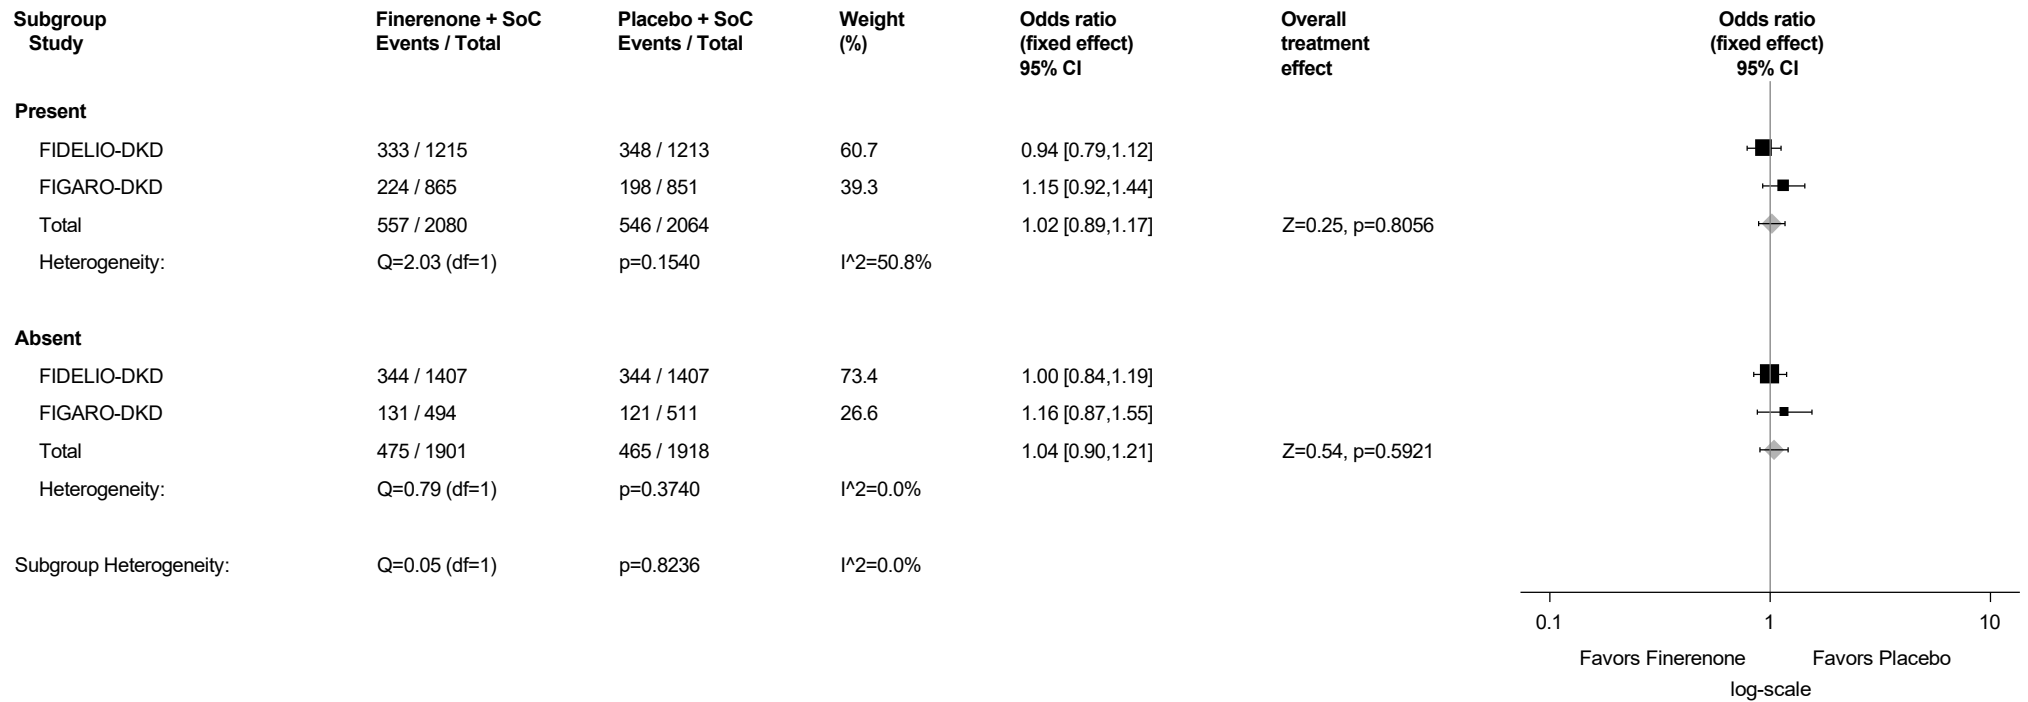 Subgroup Finerenone + SoC Placebo + SoC Weight Odds ratio Overall Odds ratio
Study Events / Total Events / Total (%) (fixed effect) treatment (fixed effect)
95% CI effect 95% CI
Present
FIDELIO-DKD 333 / 1215 348 / 1213 60.7 0.94 [0.79,1.12]
FIGARO-DKD 224 / 865 198 / 851 39.3 1.15 [0.92,1.44]
Total 557 / 2080 546 / 2064 1.02 [0.89,1.17] Z=0.25, p=0.8056
Heterogeneity: Q=2.03 (df=1) p=0.1540 I^2=50.8%
Absent
FIDELIO-DKD 344 / 1407 344 / 1407 73.4 1.00 [0.84,1.19]
FIGARO-DKD 131 / 494 121 / 511 26.6 1.16 [0.87,1.55]
Total 475 / 1901 465 / 1918 1.04 [0.90,1.21] Z=0.54, p=0.5921
Heterogeneity: Q=0.79 (df=1) p=0.3740 I^2=0.0%
Subgroup Heterogeneity: Q=0.05 (df=1) p=0.8236 I^2=0.0%
0.1 1 10
Favors Finerenone Favors Placebo
log-scale